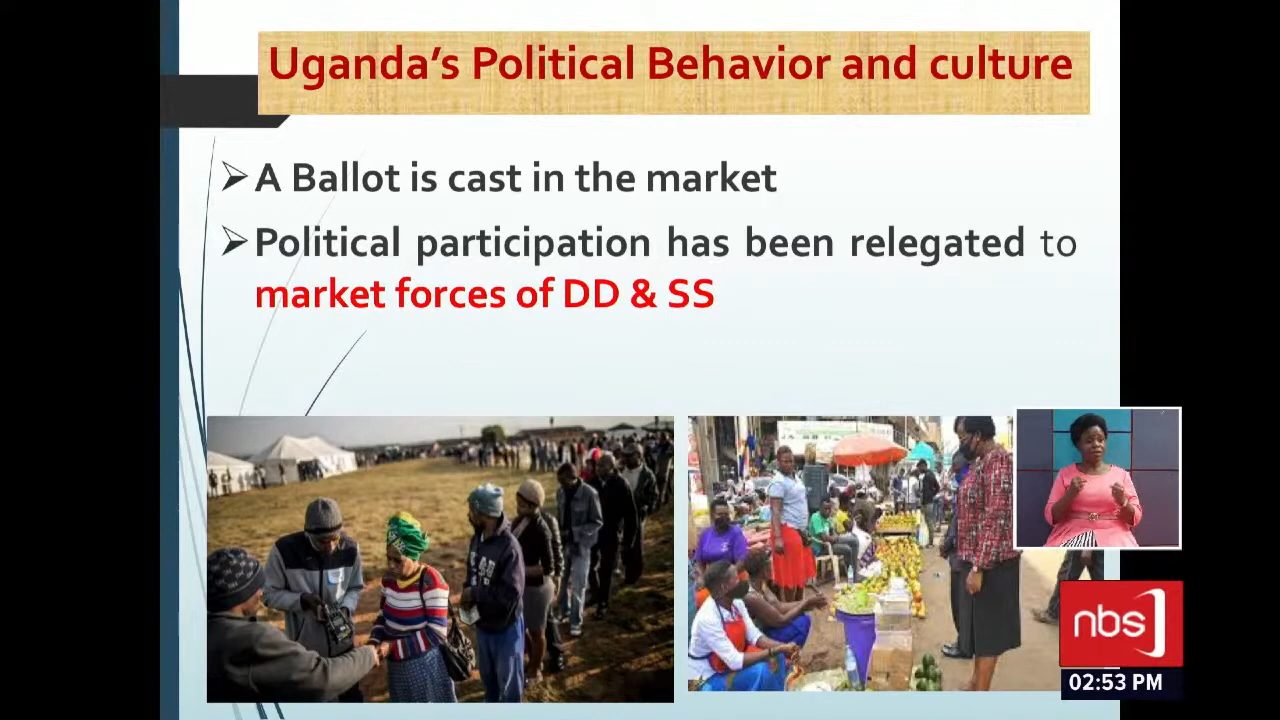 Uganda's Political Behavior and culture
➢A Ballot is cast in the market
➢Political participation has been relegated to
market forces of DD & SS
nbs
02:53 PM